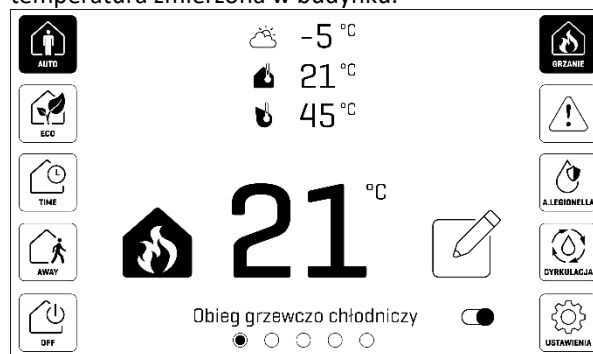 temperatura zmierzona w budynku.
AUTO
-5 °C
GRZANIE
21 °C
45 °C
ECO
TIME
A.LEGIONELLA
21 °C
AWAY
CYRKULACJA
Obieg grzewczo chłodniczy
OFF
USTAWIENIA